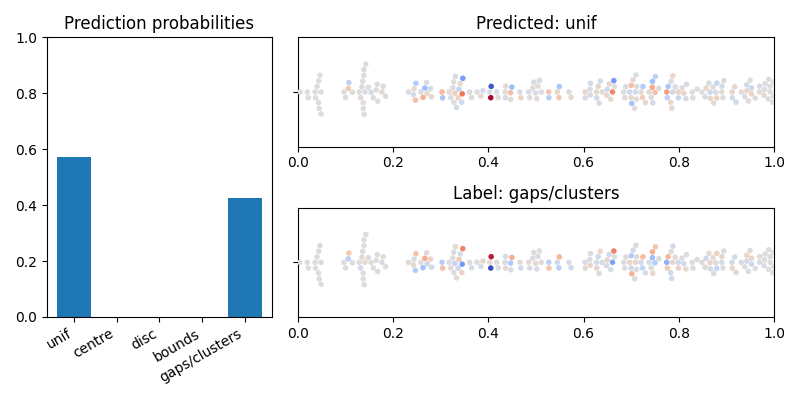 Prediction probabilities
1.0
0.8
0.6
0.4
0.2
0.0
unif
centre
disc
bounds
gaps/clusters
Predicted: unif
0.0 0.2 0.4 0.6 0.8 1.0
Label: gaps/clusters
0.0 0.2 0.4 0.6 0.8 1.0